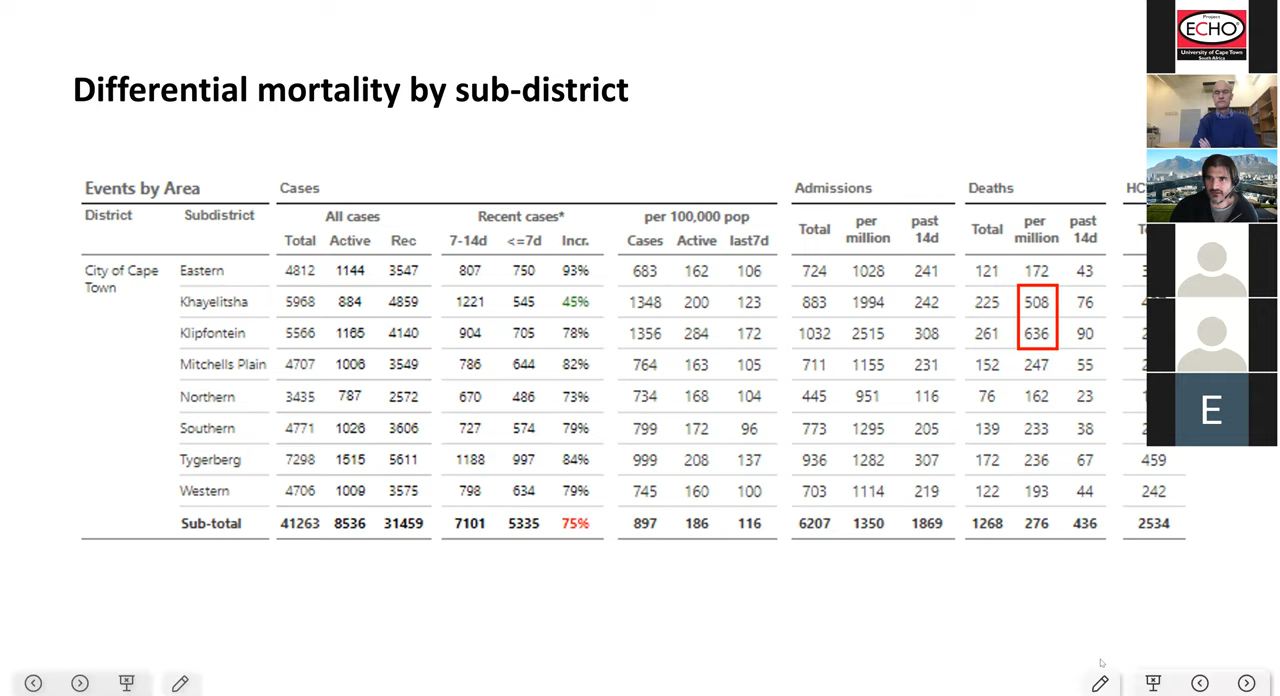 Project
ECHO®
University of Cape Town
South Africa
Differential mortality by sub-district
Events by Area Cases Admissions Deaths HC
District Subdistrict All cases Recent cases* per 100,000 pop Total per million past 14d Total per million past 14d
Total Active Rec 7-14d <=7d Incr. Cases Active last7d
City of Cape Town Eastern 4812 1144 3547 807 750 93% 683 162 106 724 1028 241 121 172 43
Khayelitsha 5968 884 4859 1221 545 45% 1348 200 123 883 1994 242 225 508 76
Klipfontein 5566 1165 4140 904 705 78% 1356 284 172 1032 2515 308 261 636 90
Mitchells Plain 4707 1006 3549 786 644 82% 764 163 105 711 1155 231 152 247 55
Northern 3435 787 2572 670 486 73% 734 168 104 445 951 116 76 162 23
Southern 4771 1026 3606 727 574 79% 799 172 96 773 1295 205 139 233 38
Tygerberg 7298 1515 5611 1188 997 84% 999 208 137 936 1282 307 172 236 67 459
Western 4706 1009 3575 798 634 79% 745 160 100 703 1114 219 122 193 44 242
Sub-total 41263 8536 31459 7101 5335 75% 897 186 116 6207 1350 1869 1268 276 436 2534
E